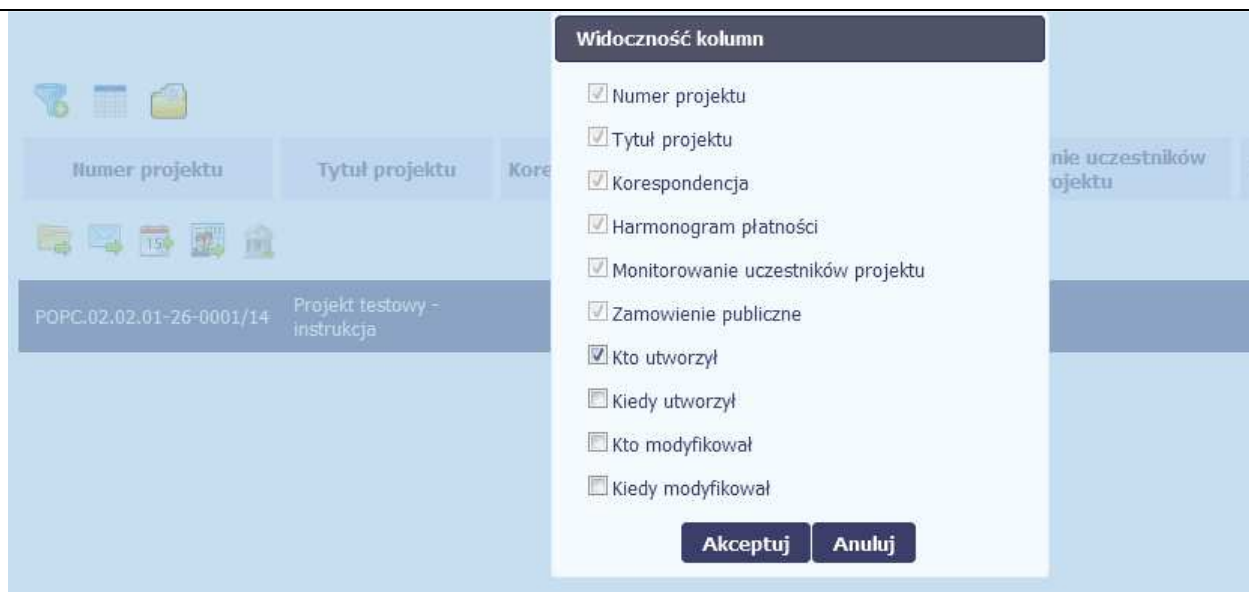 Widoczność kolumn
Numer projektu
Tytuł projektu
Korespondencja
Harmonogram płatności
Monitorowanie uczestników projektu
Zamowienie publiczne
Kto utworzył
Kiedy utworzył
Kto modyfikował
Kiedy modyfikował
Akceptuj Anuluj
Numer projektu Tytuł projektu Kore
nie uczestników
ojektu
15
POPC.02.02.01-26-0001/14
Projekt testowy -
instrukcja